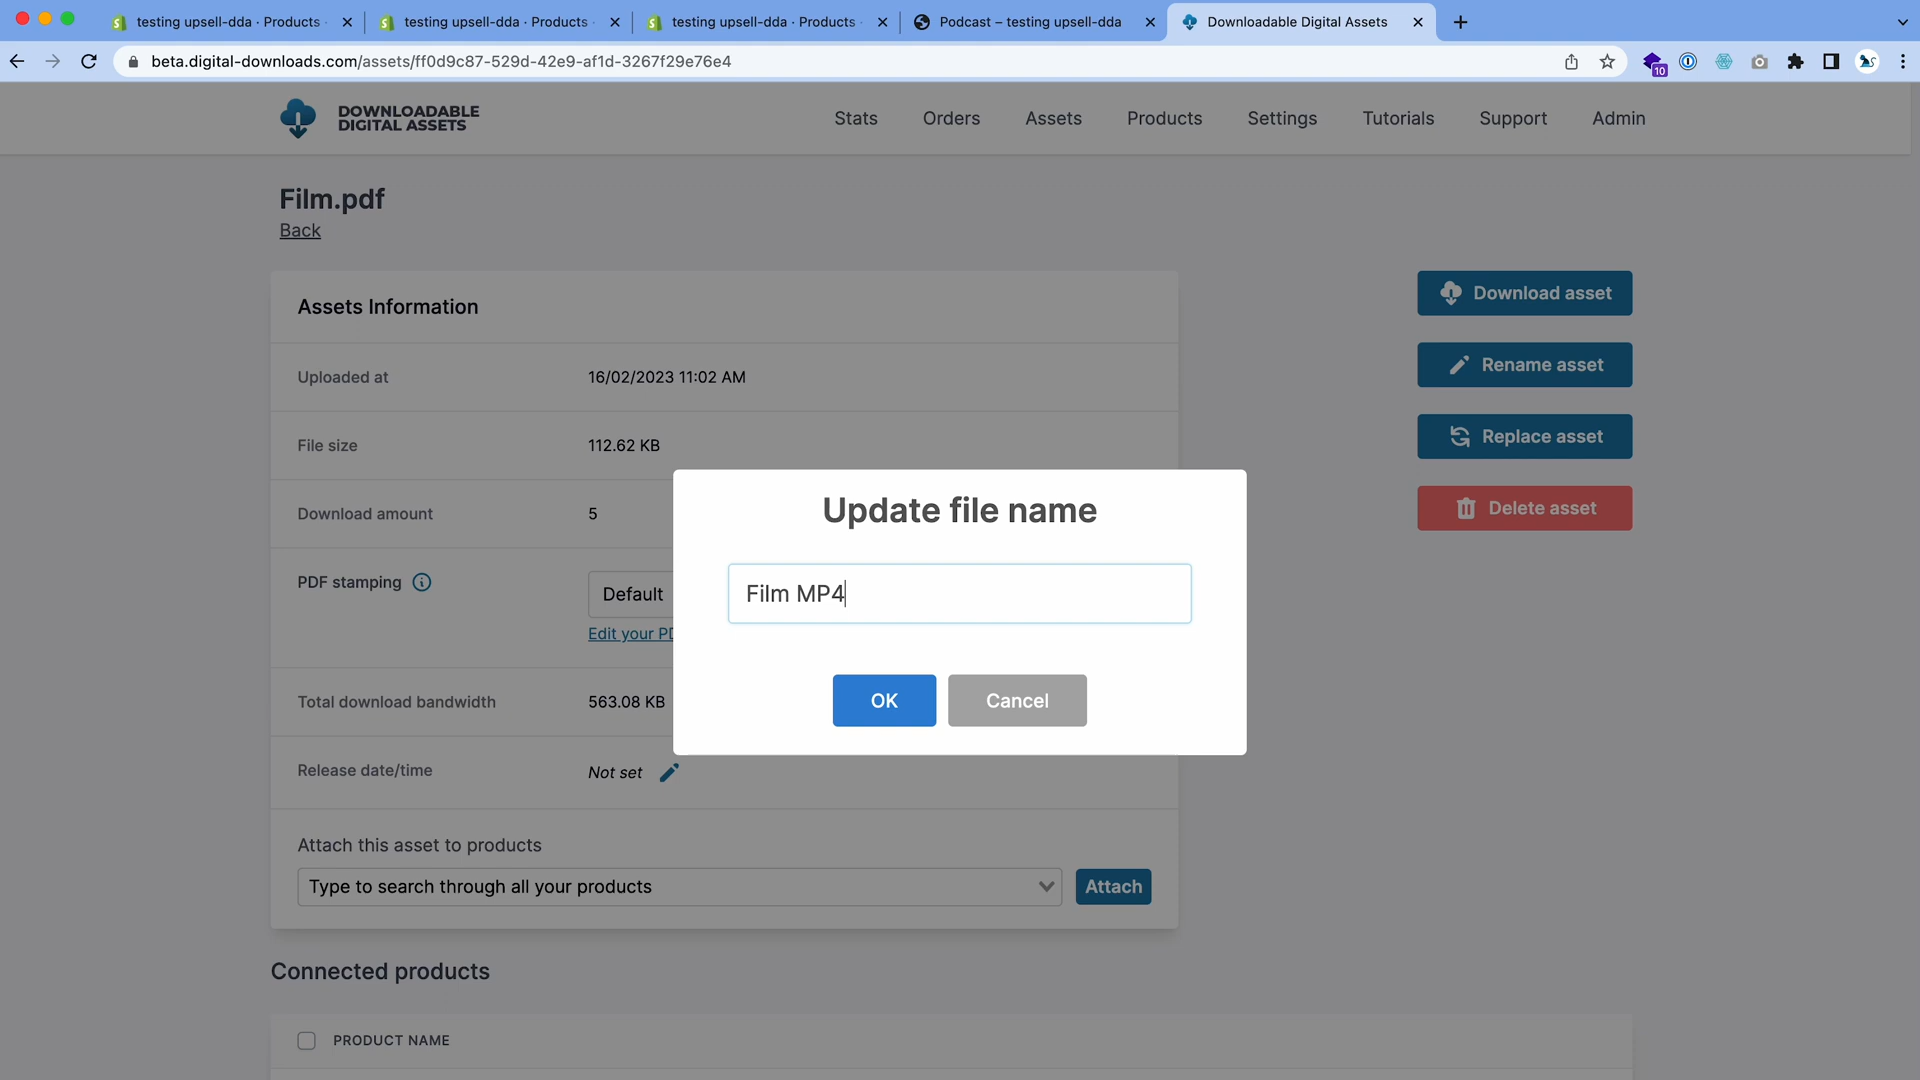 testing upsell-dda · Products
testing upsell-dda · Products
testing upsell-dda · Products
Podcast – testing upsell-dda
Downloadable Digital Assets
beta.digital-downloads.com/assets/ff0d9c87-529d-42e9-af1d-3267f29e76e4
10
DOWNLOADABLE
DIGITAL ASSETS
Stats
Orders
Assets
Products
Settings
Tutorials
Support
Admin
Film.pdf
Back
Assets Information
Uploaded at
16/02/2023 11:02 AM
File size
112.62 KB
Download amount
5
PDF stamping
Default
Edit your PD
Total download bandwidth
563.08 KB
Release date/time
Not set
Attach this asset to products
Type to search through all your products
Attach
Download asset
Rename asset
Replace asset
Delete asset
Update file name
Film MP4
OK
Cancel
Connected products
PRODUCT NAME